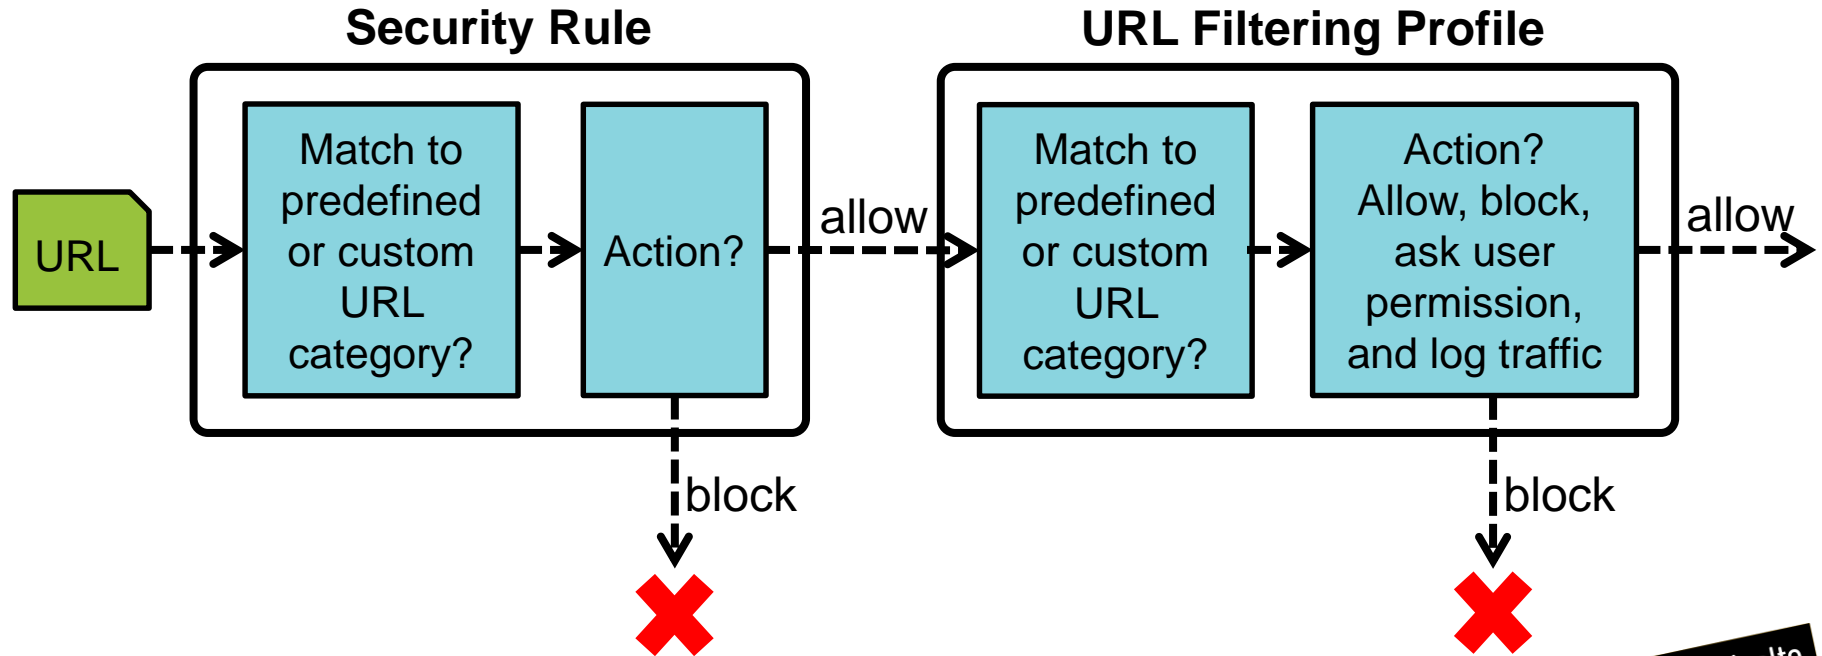 Security Rule
URL Filtering Profile
URL
Match to
predefined
or custom
URL
category?
Action?
allow
block
Match to
predefined
or custom
URL
category?
Action?
Allow, block,
ask user
permission,
and log traffic
allow
block